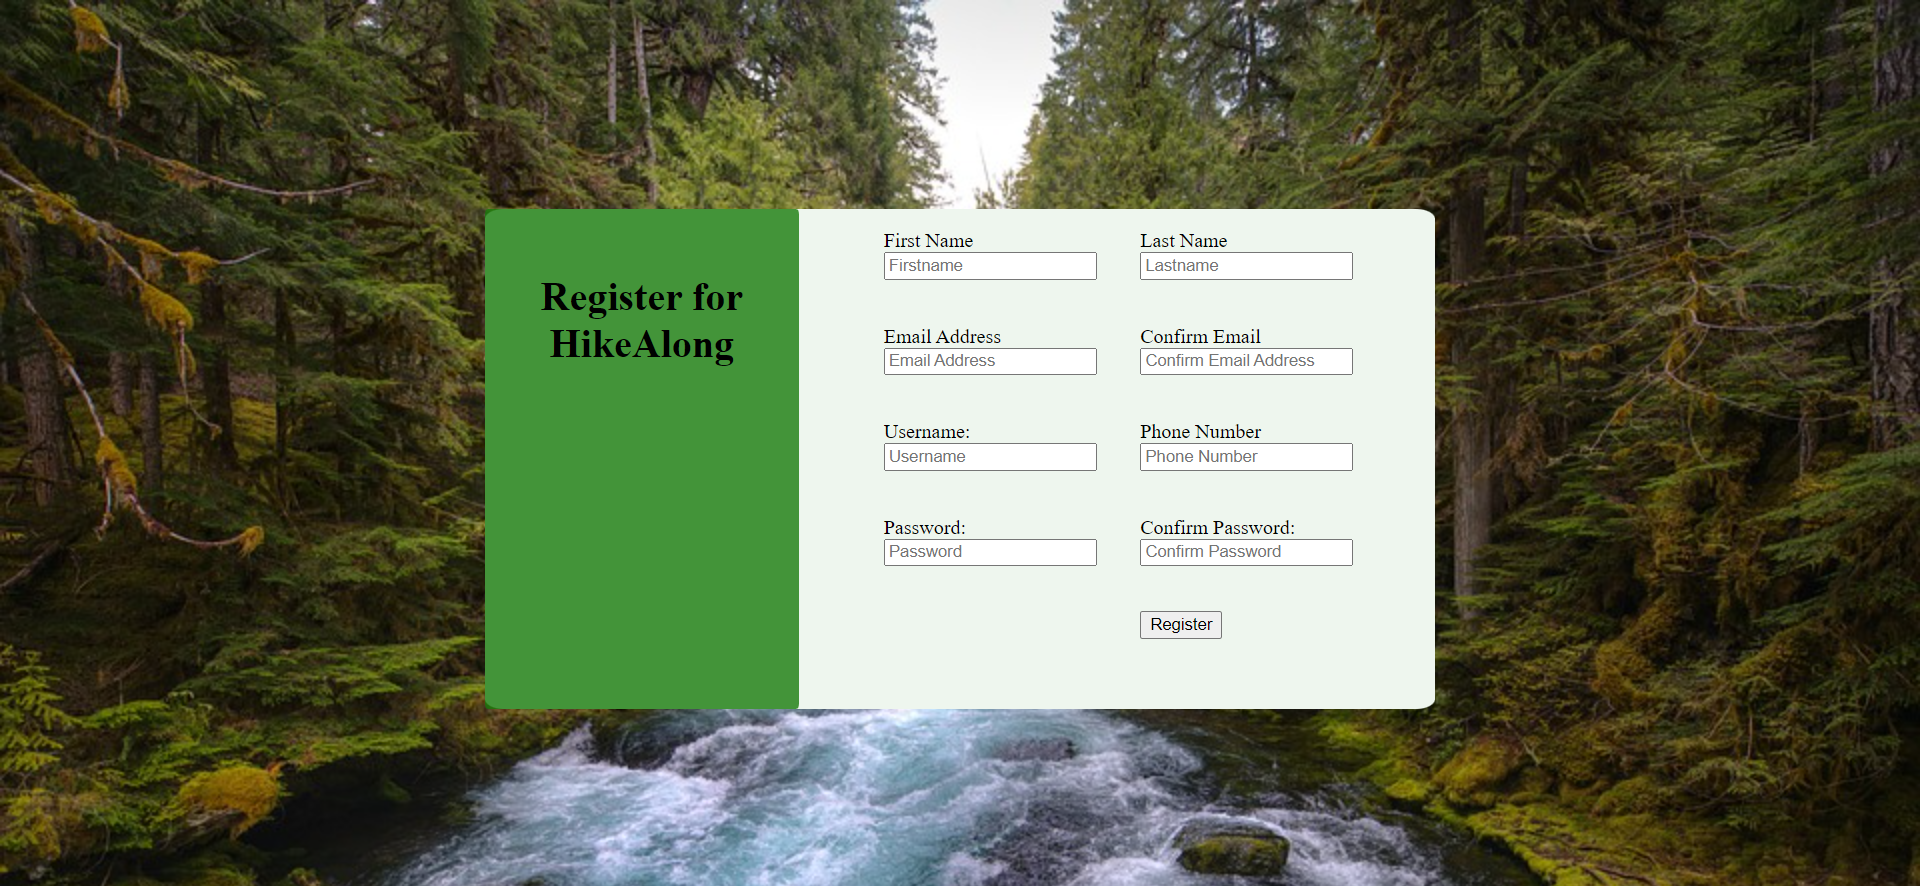 Register for
HikeAlong
First Name
Last Name
Firstname
Lastname
Email Address
Confirm Email
Email Address
Confirm Email Address
Username:
Phone Number
Username
Phone Number
Password:
Confirm Password:
Password
Confirm Password
Register